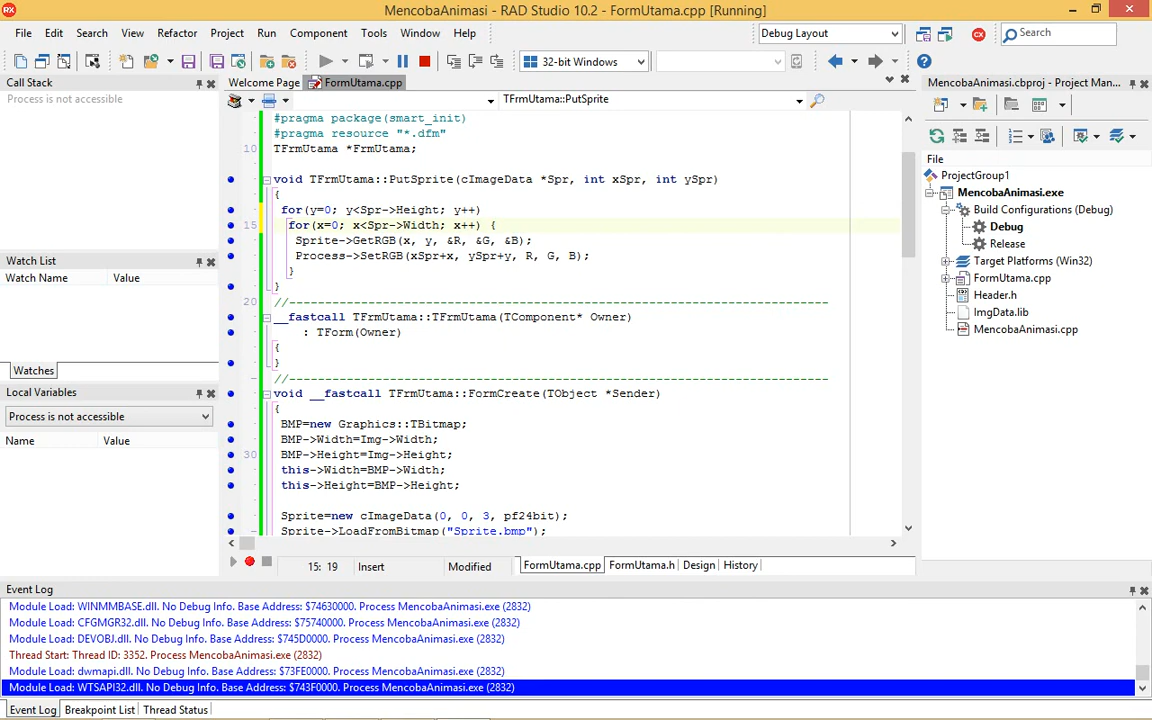 RX MencobaAnimasi - RAD Studio 10.2 - FormUtama.cpp [Running]
File Edit Search View Refactor Project Run Component Tools Window Help Debug Layout CX Search
32-bit Windows
Call Stack
Process is not accessible
Welcome Page FormUtama.cpp
MencobaAnimasi.cbproj - Project Man...
TFrmUtama::PutSprite
#pragma package(smart_init)
#pragma resource "*.dfm"
10 TFrmUtama *FrmUtama;
void TFrmUtama::PutSprite(cImageData *Spr, int xSpr, int ySpr)
{
for(y=0; y<Spr->Height; y++)
15 for(x=0; x<Spr->Width; x++) {
Sprite->GetRGB(x, y, &R, &G, &B);
Process->SetRGB(xSpr+x, ySpr+y, R, G, B);
}
}
20 //-----------------------------------------------------------------------------
__fastcall TFrmUtama::TFrmUtama(TComponent* Owner)
: TForm(Owner)
{
}
//-----------------------------------------------------------------------------
void __fastcall TFrmUtama::FormCreate(TObject *Sender)
{
BMP=new Graphics::TBitmap;
BMP->Width=Img->Width;
30 BMP->Height=Img->Height;
this->Width=BMP->Width;
this->Height=BMP->Height;
Sprite=new cImageData(0, 0, 3, pf24bit);
Sprite->LoadFromBitmap("Sprite.bmp");
15: 19 Insert Modified FormUtama.cpp FormUtama.h Design History
Watch List
Watch Name Value
Watches
Local Variables
Process is not accessible
Name Value
File
ProjectGroup1
MencobaAnimasi.exe
Build Configurations (Debug)
Debug
Release
Target Platforms (Win32)
FormUtama.cpp
Header.h
ImgData.lib
MencobaAnimasi.cpp
Event Log
Module Load: WINMMBASE.dll. No Debug Info. Base Address: $74630000. Process MencobaAnimasi.exe (2832)
Module Load: CFGMGR32.dll. No Debug Info. Base Address: $75740000. Process MencobaAnimasi.exe (2832)
Module Load: DEVOBJ.dll. No Debug Info. Base Address: $745D0000. Process MencobaAnimasi.exe (2832)
Thread Start: Thread ID: 3352. Process MencobaAnimasi.exe (2832)
Module Load: dwmapi.dll. No Debug Info. Base Address: $73FE0000. Process MencobaAnimasi.exe (2832)
Module Load: WTSAPI32.dll. No Debug Info. Base Address: $743F0000. Process MencobaAnimasi.exe (2832)
Event Log Breakpoint List Thread Status